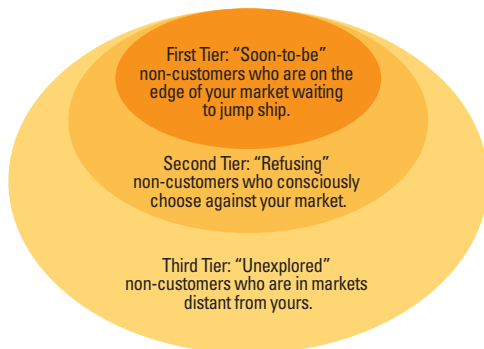 First Tier: “Soon-to-be”
non-customers who are on the
edge of your market waiting
to jump ship.
Second Tier: “Refusing”
non-customers who consciously
choose against your market.
Third Tier: “Unexplored”
non-customers who are in markets
distant from yours.